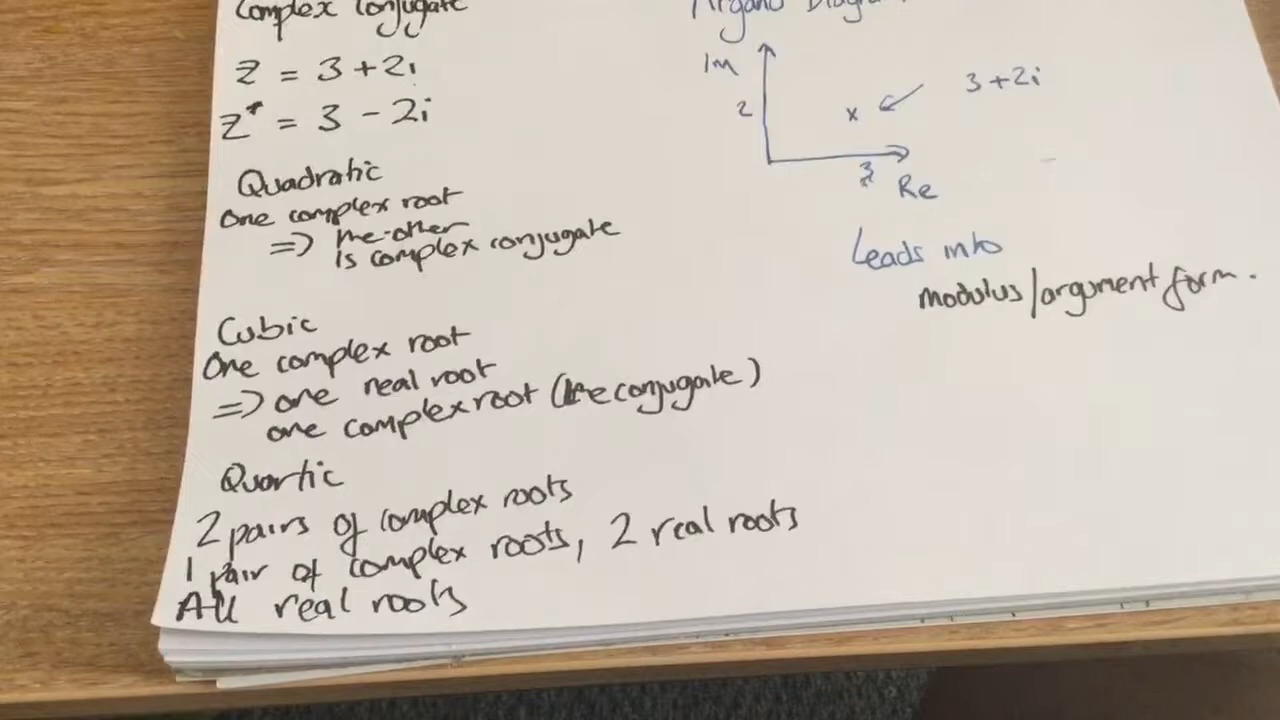 Complex Conjugate
z = 3 + 2i
z* = 3 - 2i
Quadratic
One complex root
=> the other
is complex conjugate
Cubic
One complex root
=> one real root
one complex root (the conjugate)
Quartic
2 pairs of complex roots
1 pair of complex roots, 2 real roots
All real roots
Argand Diagram
Im
2
x
3+2i
3
Re
Leads into
modulus/argument form.